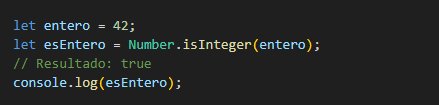 let entero = 42;
let esEntero = Number.isInteger(entero);
// Resultado: true
console.log(esEntero);